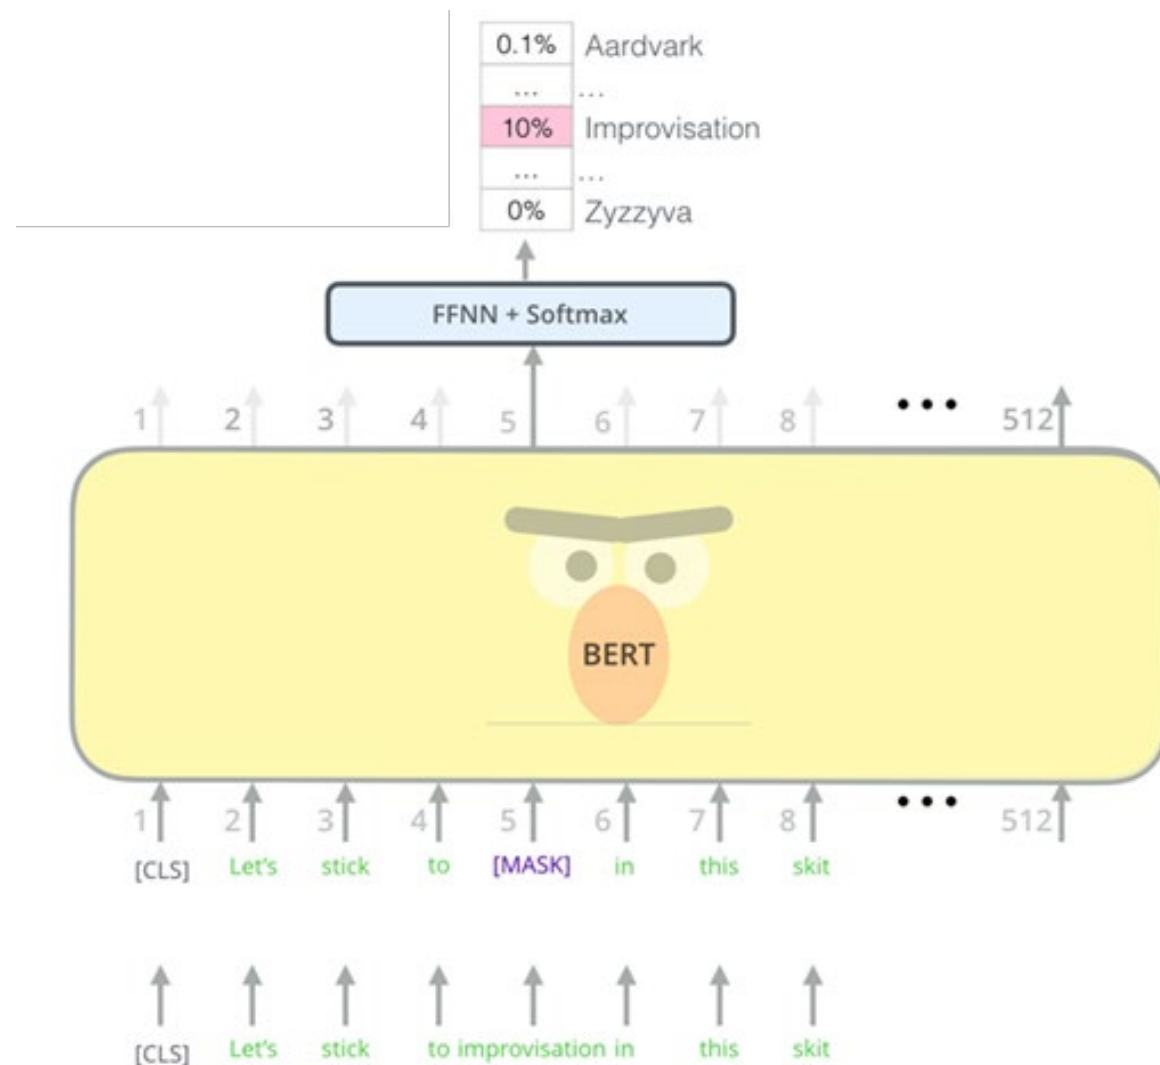 0.1% Aardvark
... ...
10% Improvisation
... ...
0% Zyzzyva
FFNN + Softmax
1 2 3 4 5 6 7 8 ... 512
BERT
1 2 3 4 5 6 7 8 ... 512
[CLS] Let's stick to [MASK] in this skit
[CLS] Let's stick to improvisation in this skit